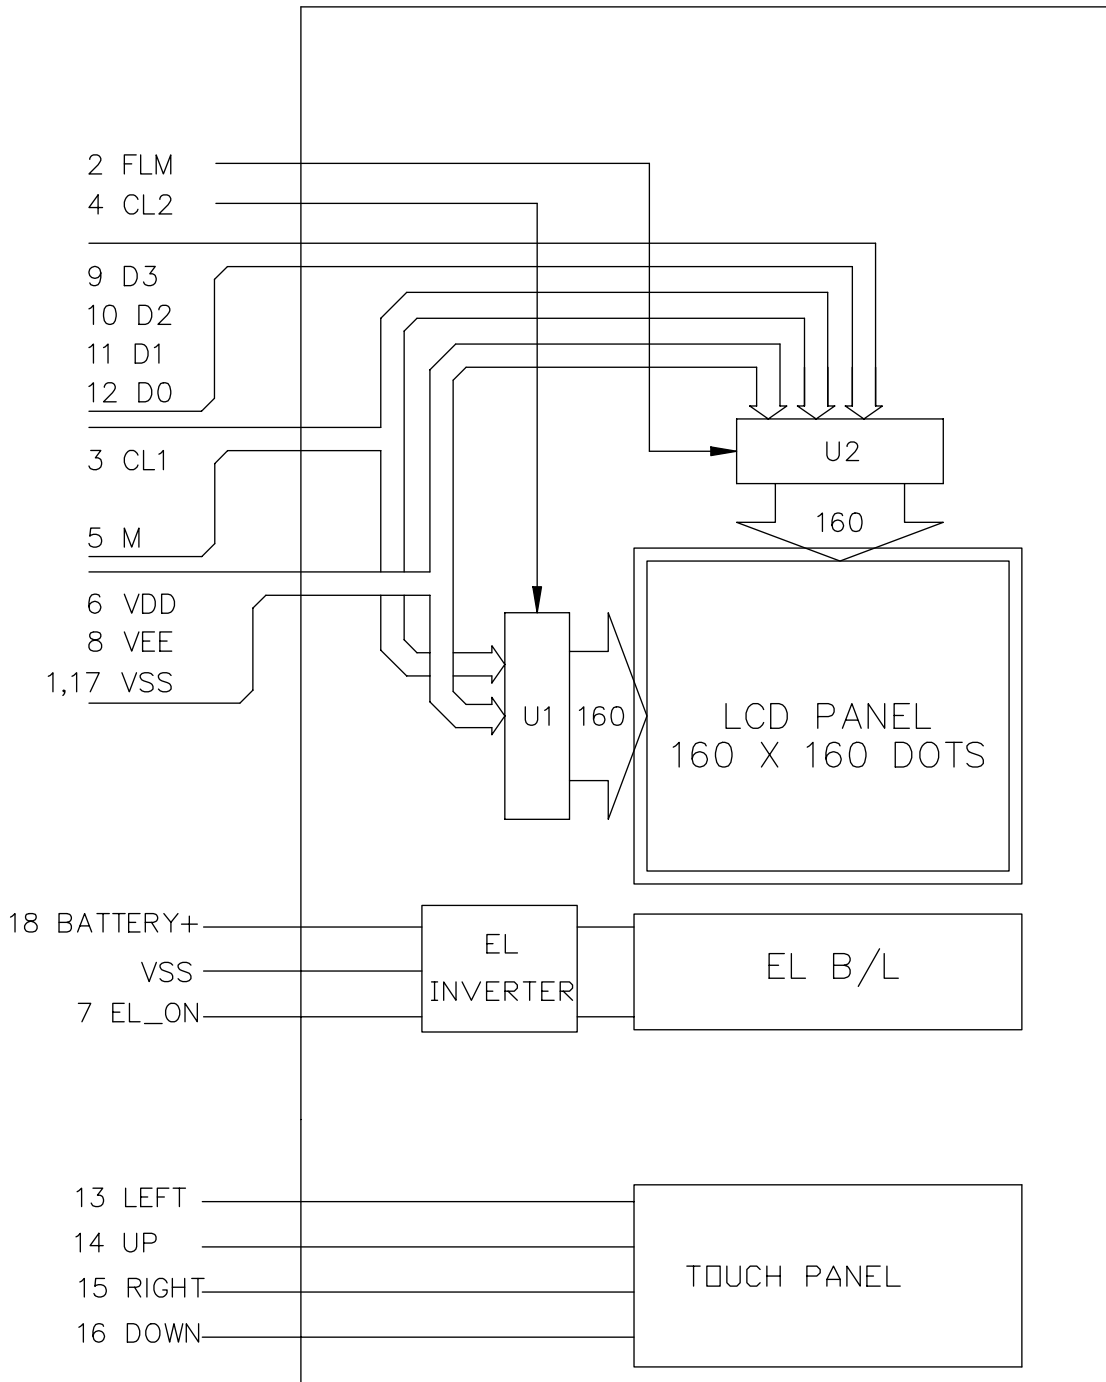 2 FLM
4 CL2
9 D3
10 D2
11 D1
12 D0
3 CL1
U2
160
5 M
6 VDD
8 VEE
1,17 VSS
U1
160
LCD PANEL
160 X 160 DOTS
18 BATTERY+
VSS
7 EL_ON
EL
INVERTER
EL B/L
13 LEFT
14 UP
15 RIGHT
16 DOWN
TOUCH PANEL